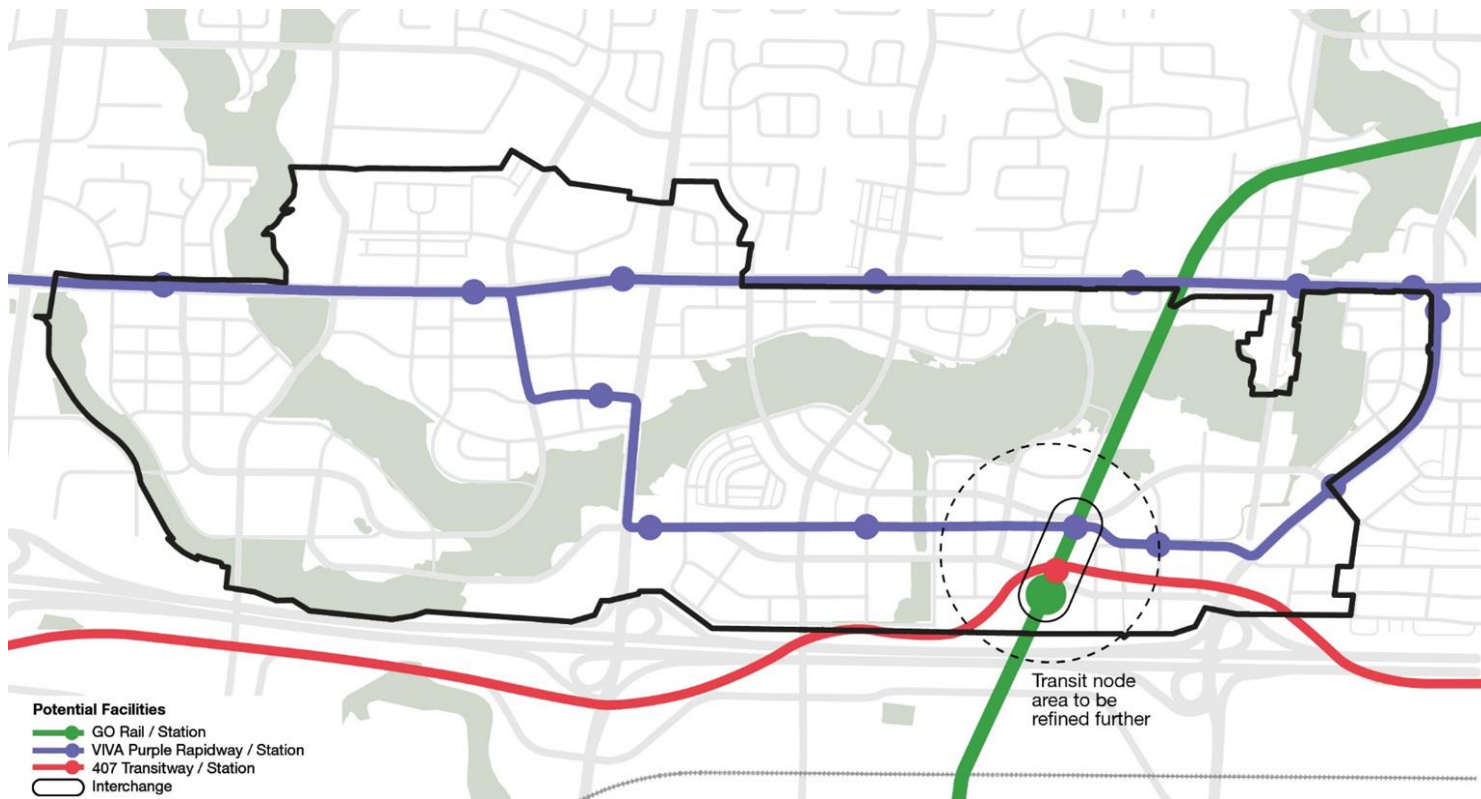 Transit node
area to be
refined further
Potential Facilities
GO Rail / Station
VIVA Purple Rapidway / Station
407 Transitway / Station
Interchange